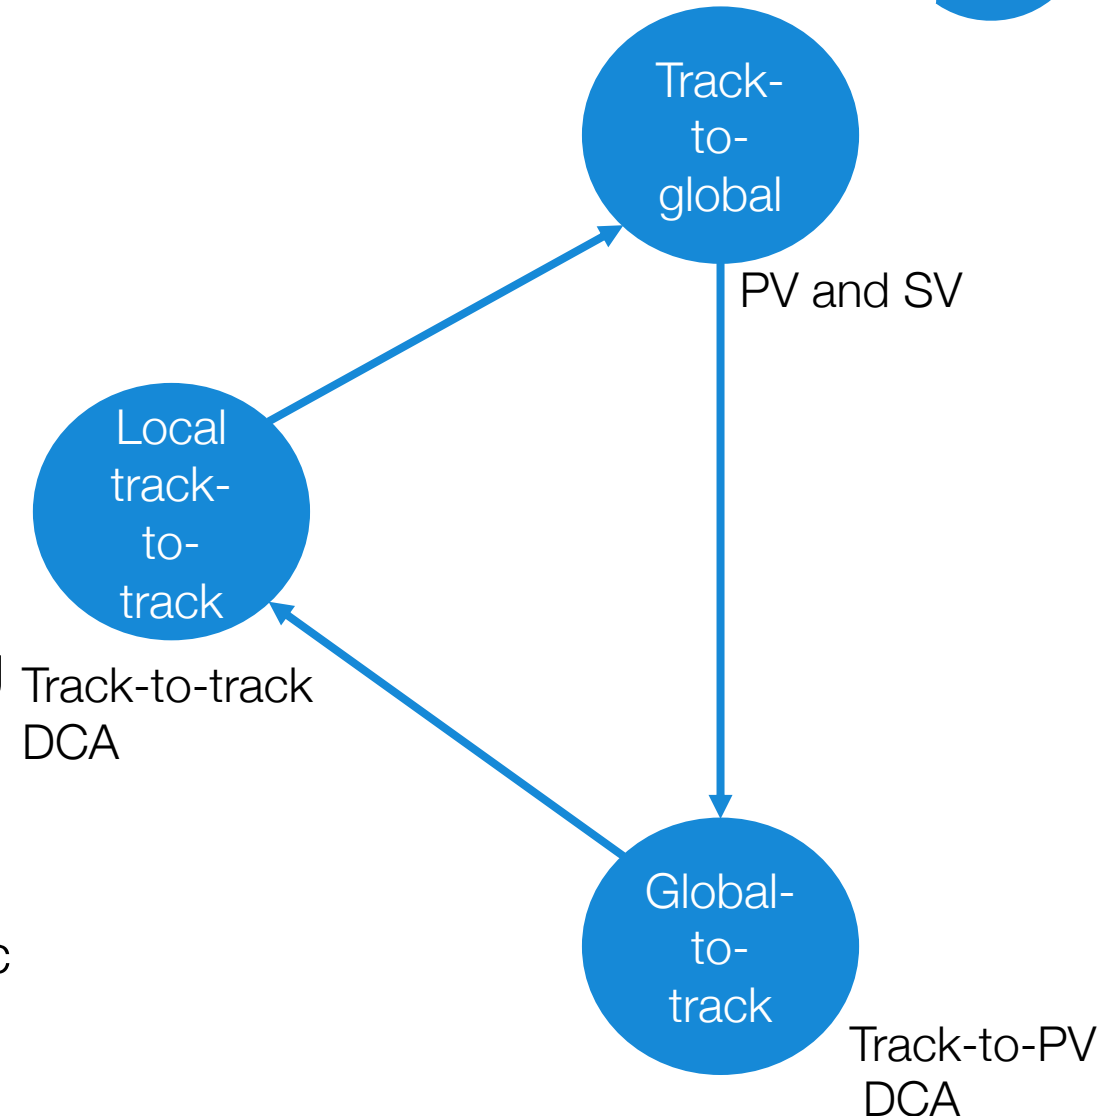 Track-
to-
global
PV and SV
Local
track-
to-
track
Track-to-track
DCA
c
Global-
to-
track
Track-to-PV
DCA